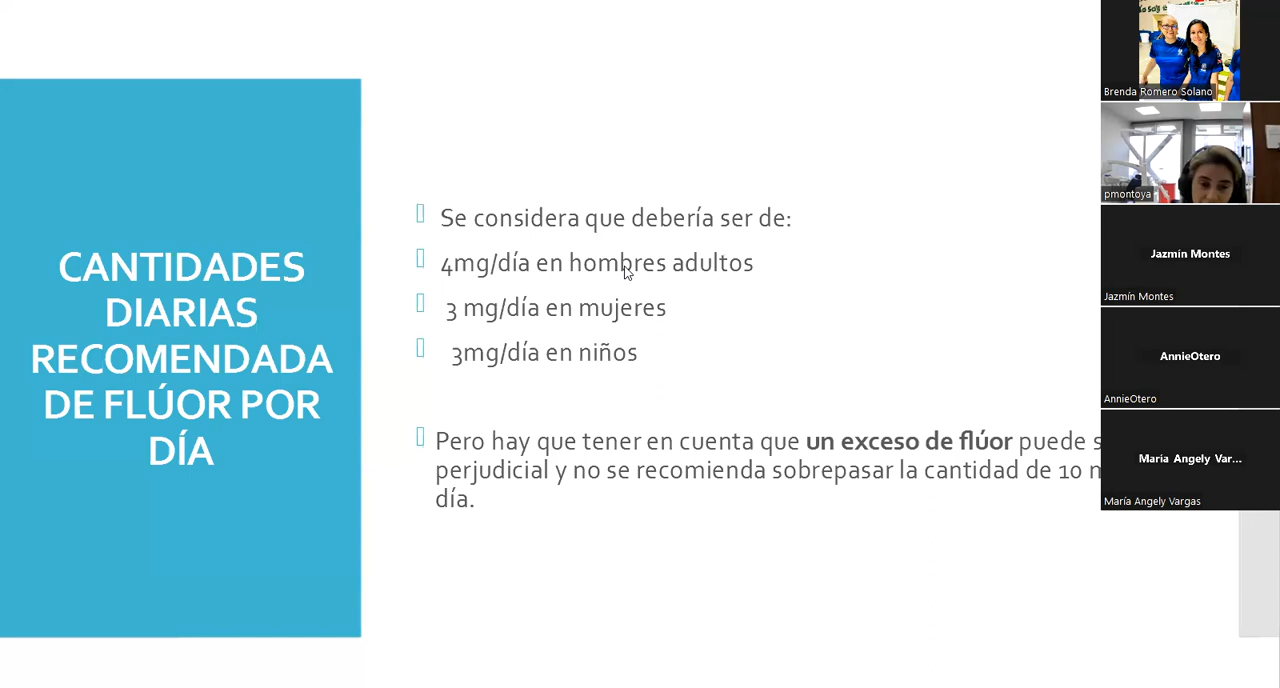 CANTIDADES
DIARIAS
RECOMENDADA
DE FLÚOR POR
DÍA
Se considera que debería ser de:
4mg/día en hombres adultos
3 mg/día en mujeres
3mg/día en niños
Pero hay que tener en cuenta que un exceso de flúor puede
perjudicial y no se recomienda sobrepasar la cantidad de 10
día.
Brenda Romero Solano
pmontoya
Jazmín Montes
Jazmín Montes
AnnieOtero
AnnieOtero
María Angely Var...
María Angely Vargas